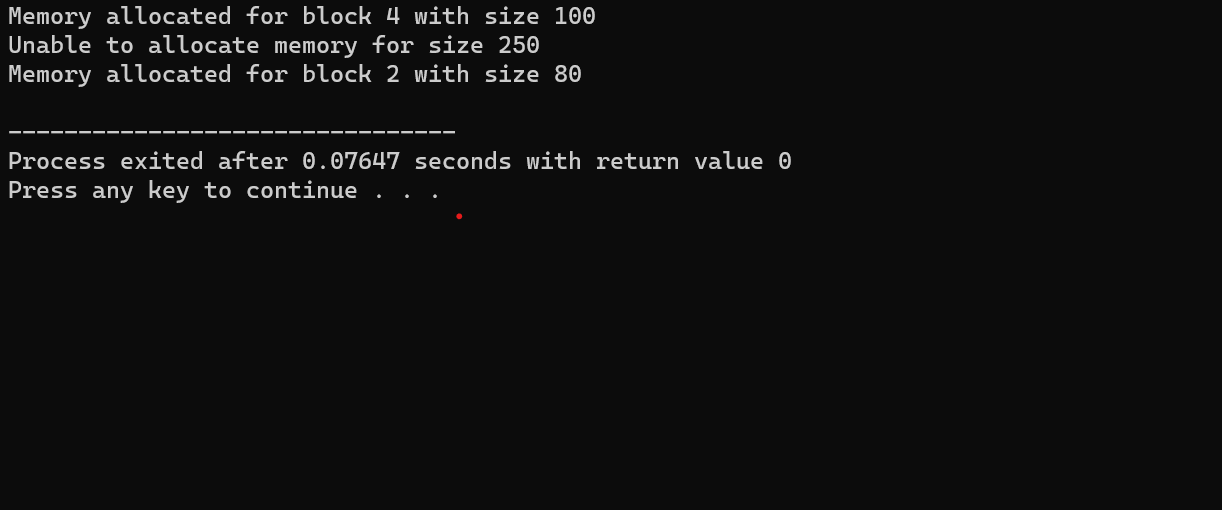 Memory allocated for block 4 with size 100
Unable to allocate memory for size 250
Memory allocated for block 2 with size 80
--------------------------------
Process exited after 0.07647 seconds with return value 0
Press any key to continue . . .